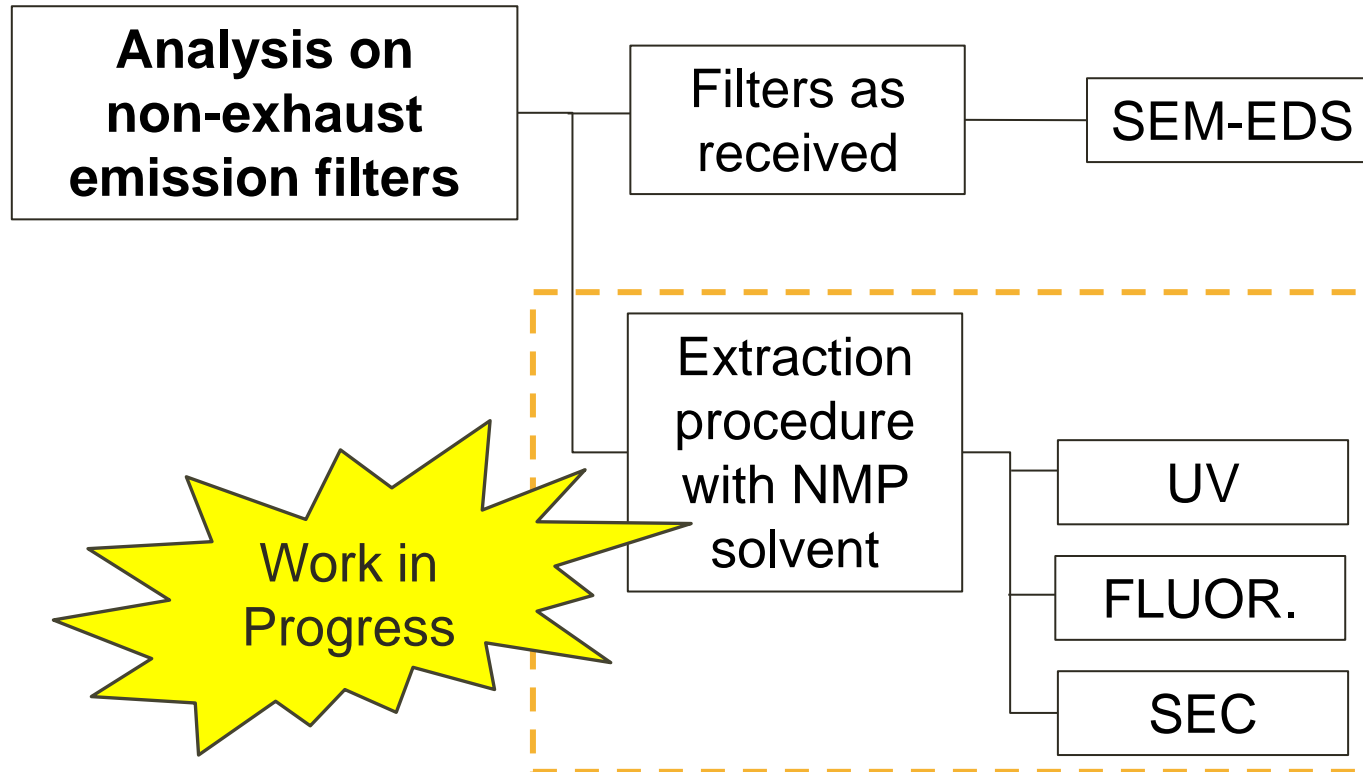 Analysis on
non-exhaust
emission filters
Filters as
received
SEM-EDS
Extraction
procedure
with NMP
solvent
Work in
Progress
UV
FLUOR.
SEC